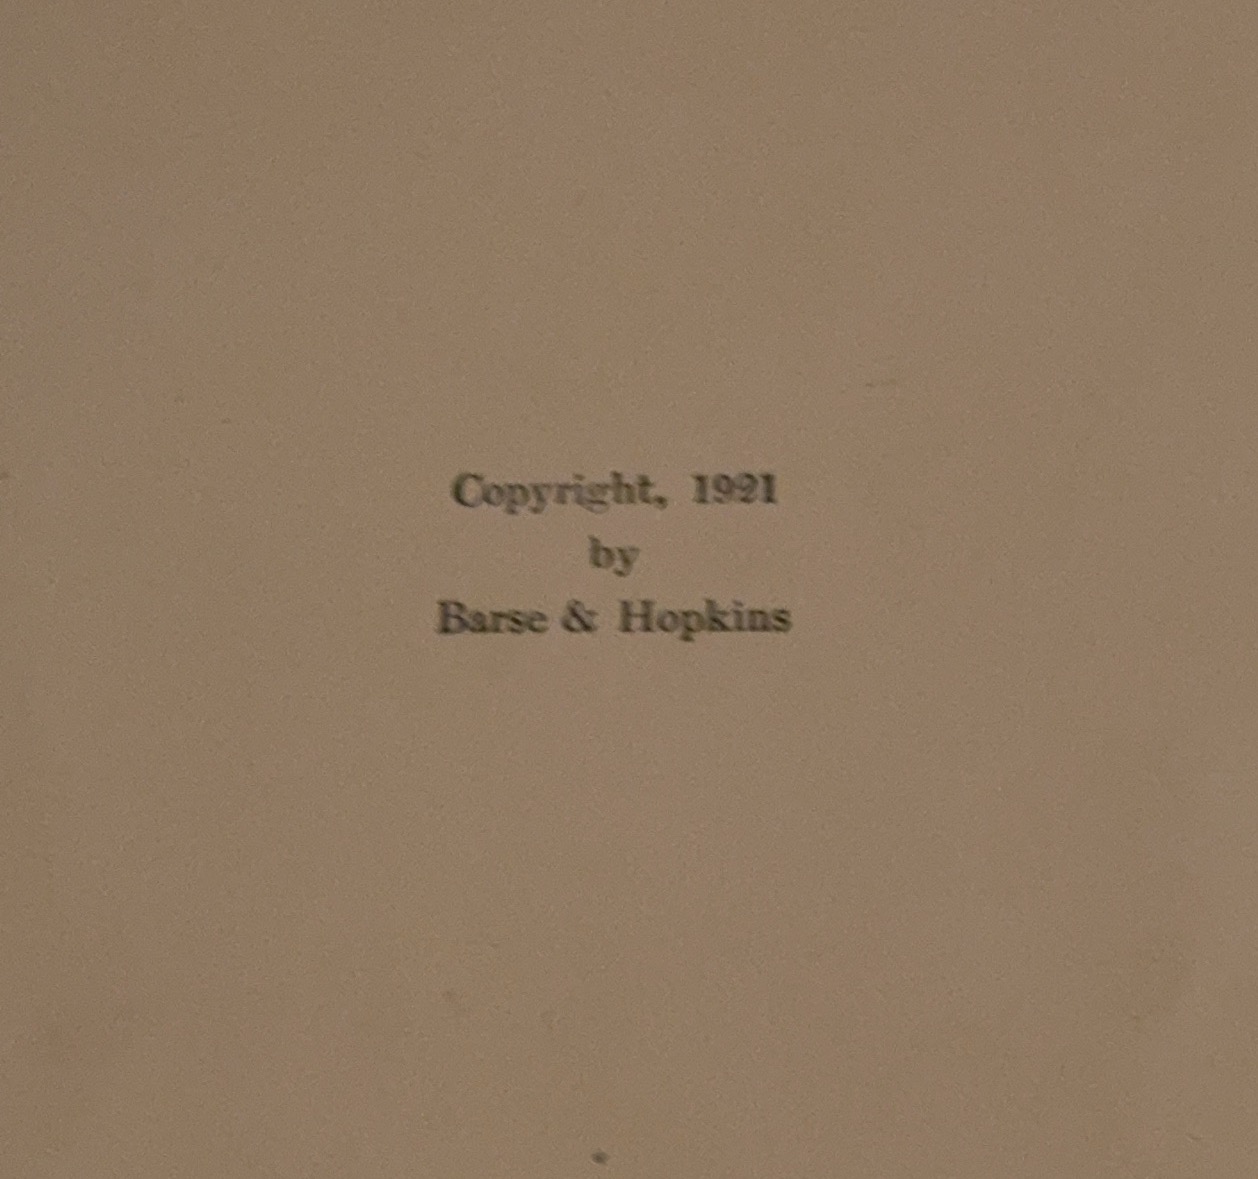 Copyright, 1921
by
Barse & Hopkins